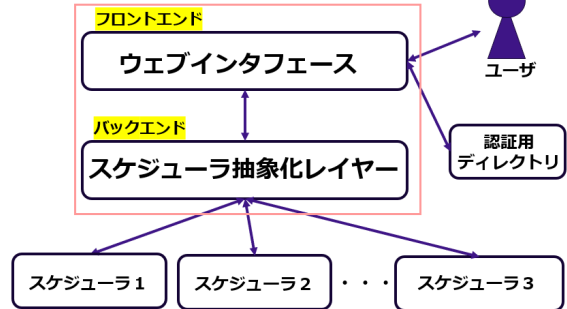 フロントエンド
ウェブインタフェース
ユーザ
バックエンド
スケジューラ抽象化レイヤー
認証用
ディレクトリ
スケジューラ１
スケジューラ２
・・・
スケジューラ３